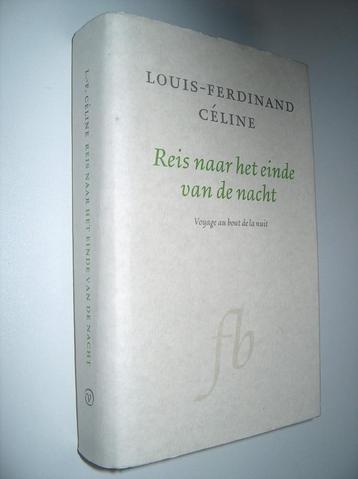 LOUIS-FERDINAND
CÉLINE
Reis naar het einde
van de nacht
Voyage au bout de la nuit
fb
L.-F. CÉLINE REIS NAAR HET EINDE VAN DE NACHT